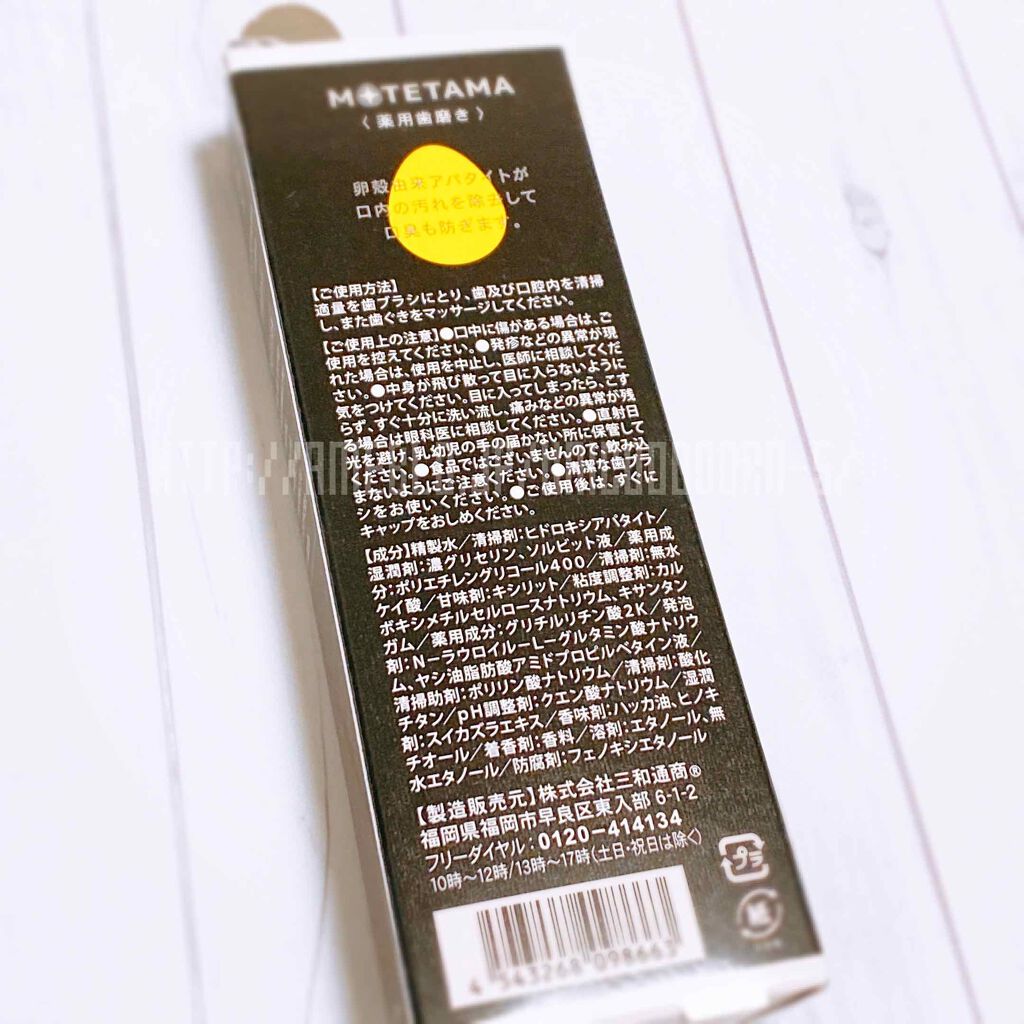 MOTETAMA
〈薬用歯磨き〉
卵殻由来アパタイトが
口内の汚れを除去して
口臭も防ぎます。
【ご使用方法】
適量を歯ブラシにとり、歯及び口腔内を清掃
し、また歯ぐきをマッサージしてください。
【ご使用上の注意】●口中に傷がある場合は、ご
使用を控えてください。●発疹などの異常が現
れた場合は、使用を中止し、医師に相談してくだ
さい。●中身が飛び散って目に入らないように
気をつけてください。目に入ってしまったら、こす
らず、すぐ十分に洗い流し、痛みなどの異常が残
る場合は眼科医に相談してください。●直射日
光を避け、乳幼児の手の届かない所に保管して
ください。●食品ではございませんので、飲み込
まないようにご注意ください。●清潔な歯ブラ
シをお使いください。●ご使用後は、すぐに
キャップをおしめください。
【成分】精製水／清掃剤：ヒドロキシアパタイト／
湿潤剤：濃グリセリン、ソルビット液／薬用成
分：ポリエチレングリコール400／清掃剤：無水
ケイ酸／甘味剤：キシリット／粘度調整剤：カル
ボキシメチルセルロースナトリウム、キサンタン
ガム／薬用成分：グリチルリチン酸2K／発泡
剤：N－ラウロイル－L－グルタミン酸ナトリウ
ム、ヤシ油脂肪酸アミドプロピルベタイン液／
清掃助剤：ポリリン酸ナトリウム／清掃剤：酸化
チタン／pH調整剤：クエン酸ナトリウム／湿潤
剤：スイカズラエキス／香味剤：ハッカ油、ヒノキ
チオール／着香剤：香料／溶剤：エタノール、無
水エタノール／防腐剤：フェノキシエタノール
【製造販売元】株式会社三和通商®
福岡県福岡市早良区東入部 6-1-2
フリーダイヤル：0120-414134
10時～12時/13時～17時（土日・祝日は除く）
プラ
紙
4 543268 098663